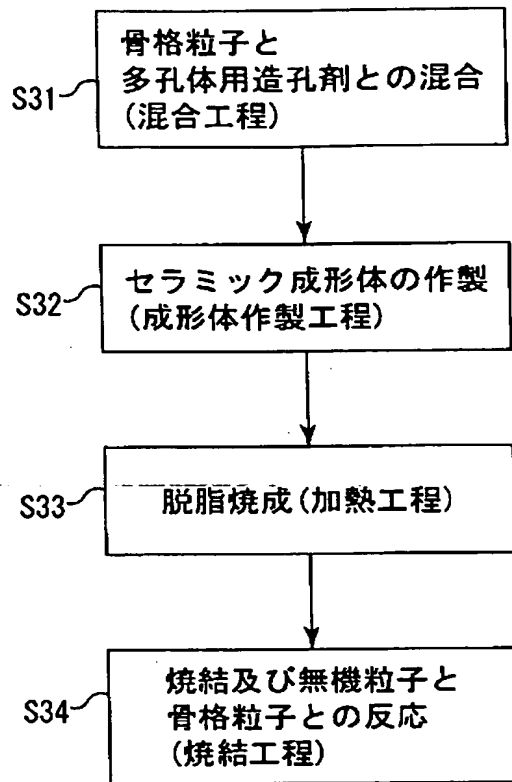 骨格粒子と
多孔体用造孔剤との混合
(混合工程)
S31
セラミック成形体の作製
(成形体作製工程)
S32
脱脂焼成(加熱工程)
S33
焼結及び無機粒子と
骨格粒子との反応
(焼結工程)
S34